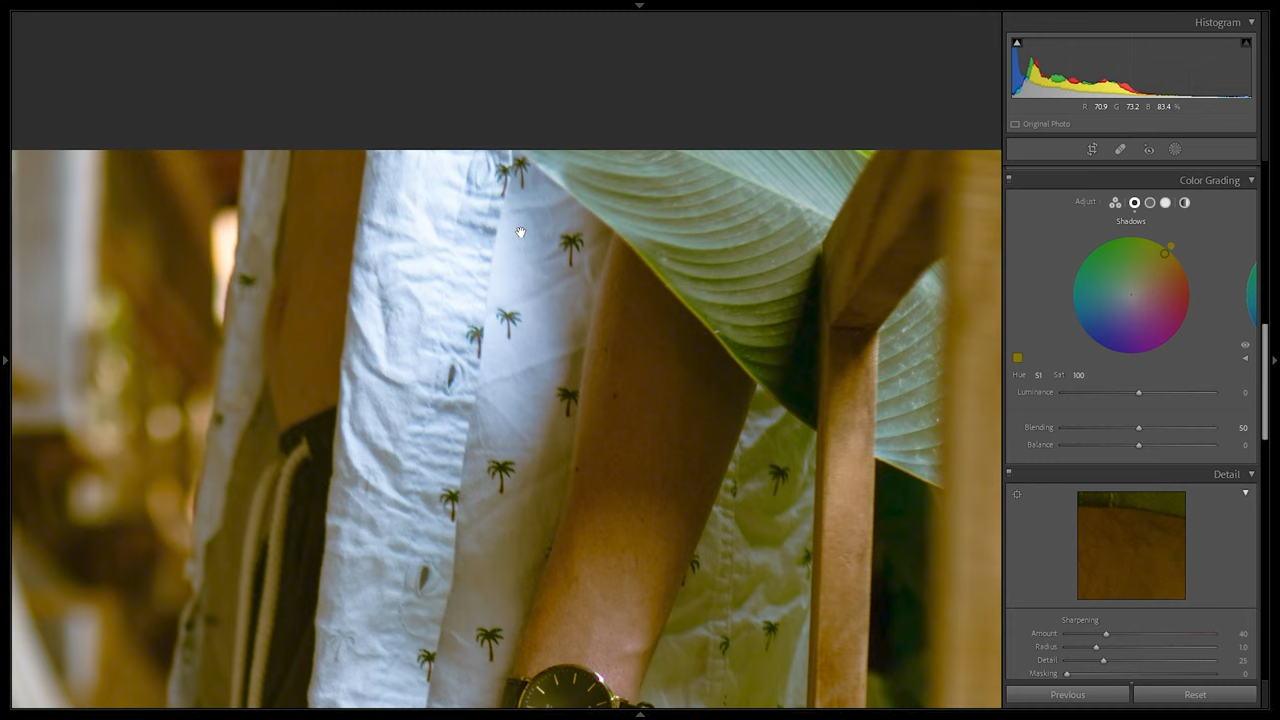 Histogram
R 70.9 G 73.2 B 83.4 %
Original Photo
Color Grading
Adjust :
Shadows
Hue 51 Sat 100
Luminance 0
Blending 50
Balance 0
Detail
Sharpening
Amount 40
Radius 1.0
Detail 25
Masking 0
Previous Reset